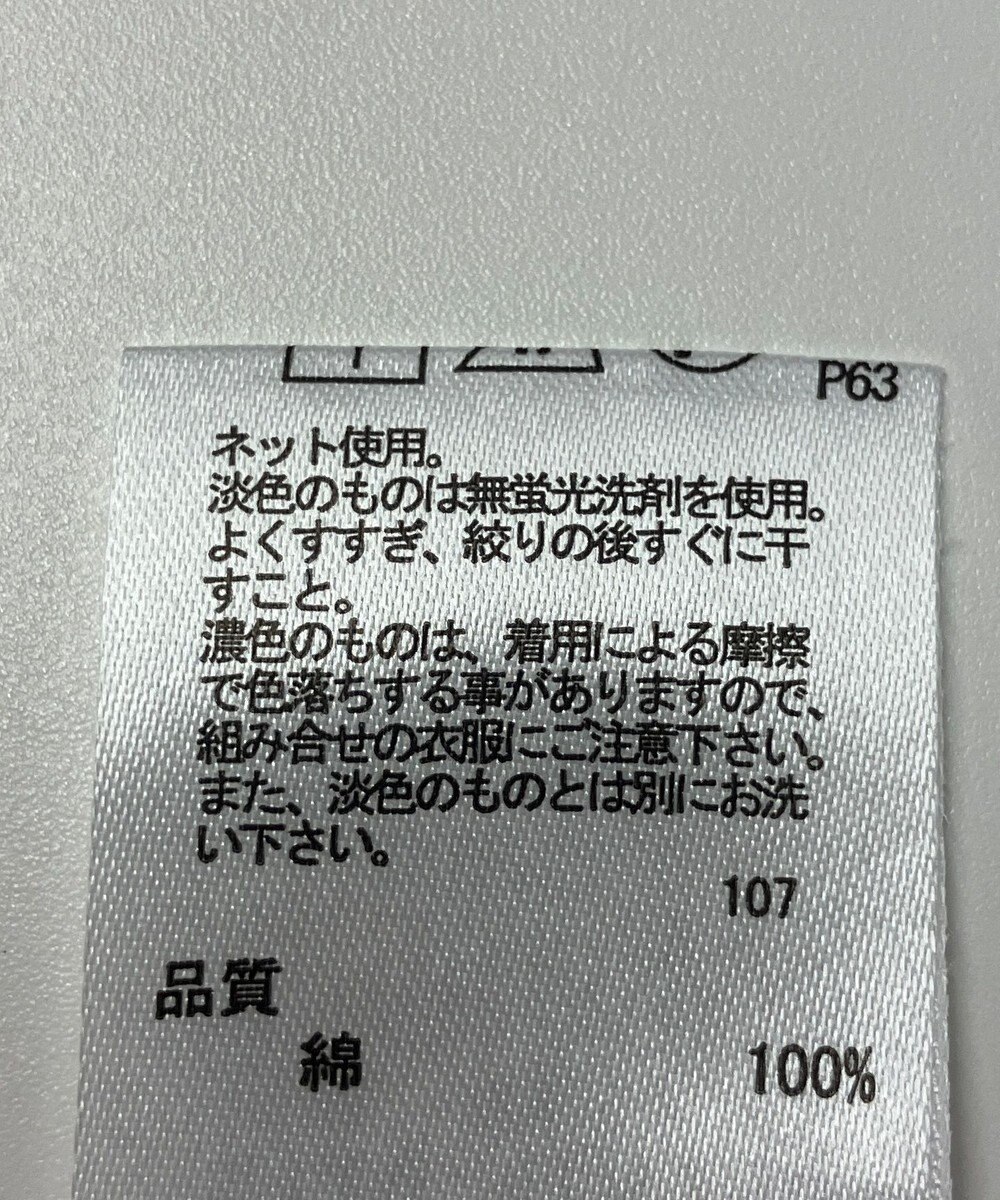 P63
ネット使用。
淡色のものは無蛍光洗剤を使用。
よくすすぎ、絞りの後すぐに干
すこと。
濃色のものは、着用による摩擦
で色落ちする事がありますので、
組み合せの衣服にご注意下さい。
また、淡色のものとは別にお洗
い下さい。
107
品質
綿 100%